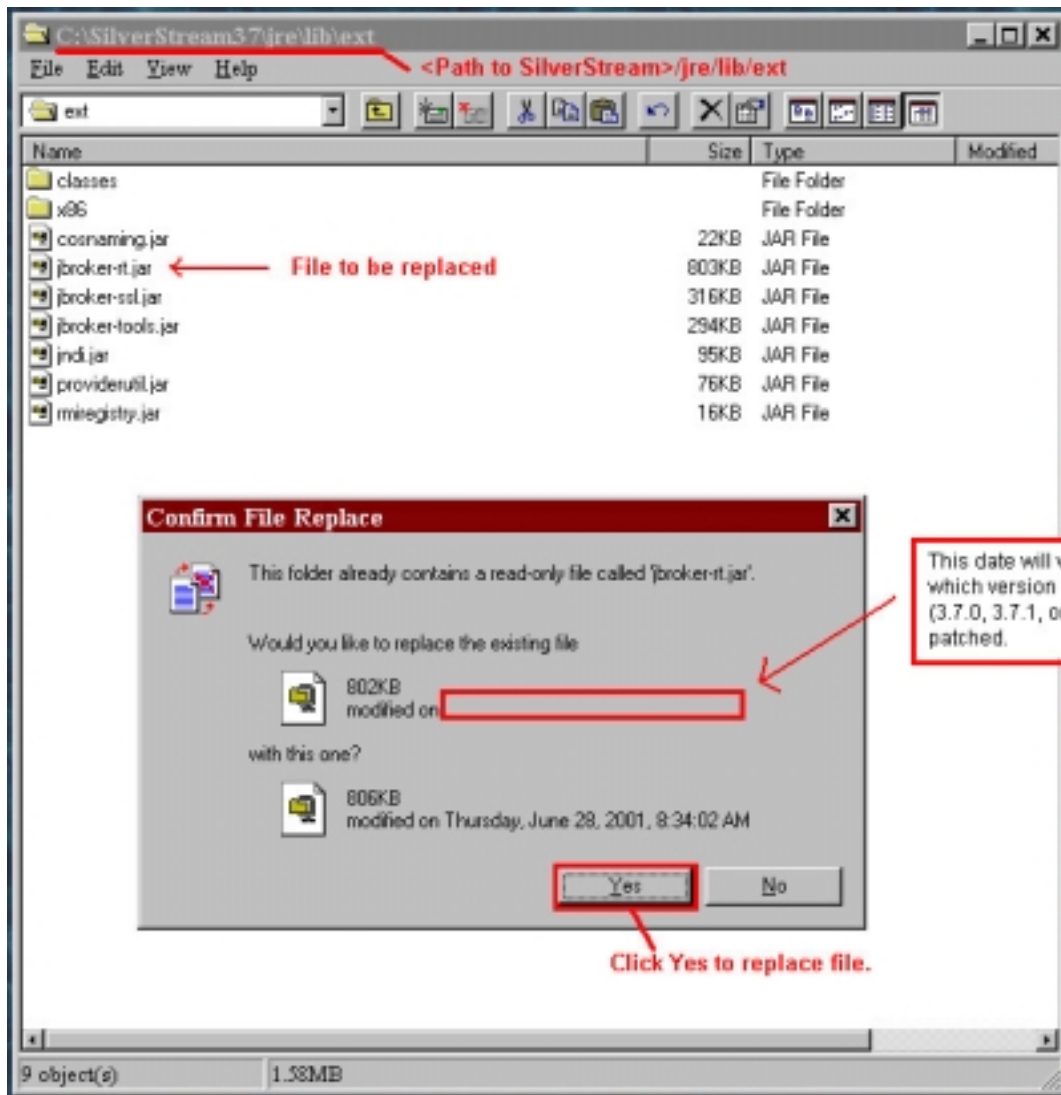 C:\SilverStream37\jre\lib\ext
File Edit View Help
<Path to SilverStream>/jre/lib/ext
ext
Name Size Type Modified
classes File Folder
x86 File Folder
cosnaming.jar 22KB JAR File
jbroker-rt.jar 803KB JAR File
File to be replaced
jbroker-ssl.jar 316KB JAR File
jbroker-tools.jar 294KB JAR File
jndi.jar 95KB JAR File
providerutil.jar 76KB JAR File
rmiregistry.jar 16KB JAR File
Confirm File Replace
This folder already contains a read-only file called 'jbroker-rt.jar'.
Would you like to replace the existing file
802KB
modified on
with this one?
806KB
modified on Thursday, June 28, 2001, 8:34:02 AM
Yes No
Click Yes to replace file.
This date will
which version
(3.7.0, 3.7.1,
patched.
9 object(s) 1.58MB